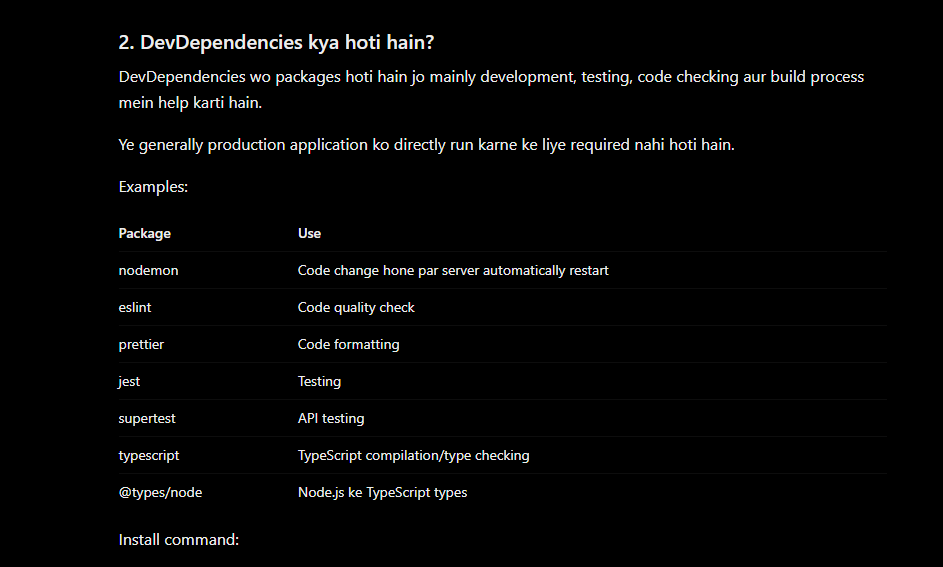 2. DevDependencies kya hoti hain?
DevDependencies wo packages hoti hain jo mainly development, testing, code checking aur build process
mein help karti hain.
Ye generally production application ko directly run karne ke liye required nahi hoti hain.
Examples:
Package Use
nodemon Code change hone par server automatically restart
eslint Code quality check
prettier Code formatting
jest Testing
supertest API testing
typescript TypeScript compilation/type checking
@types/node Node.js ke TypeScript types
Install command: